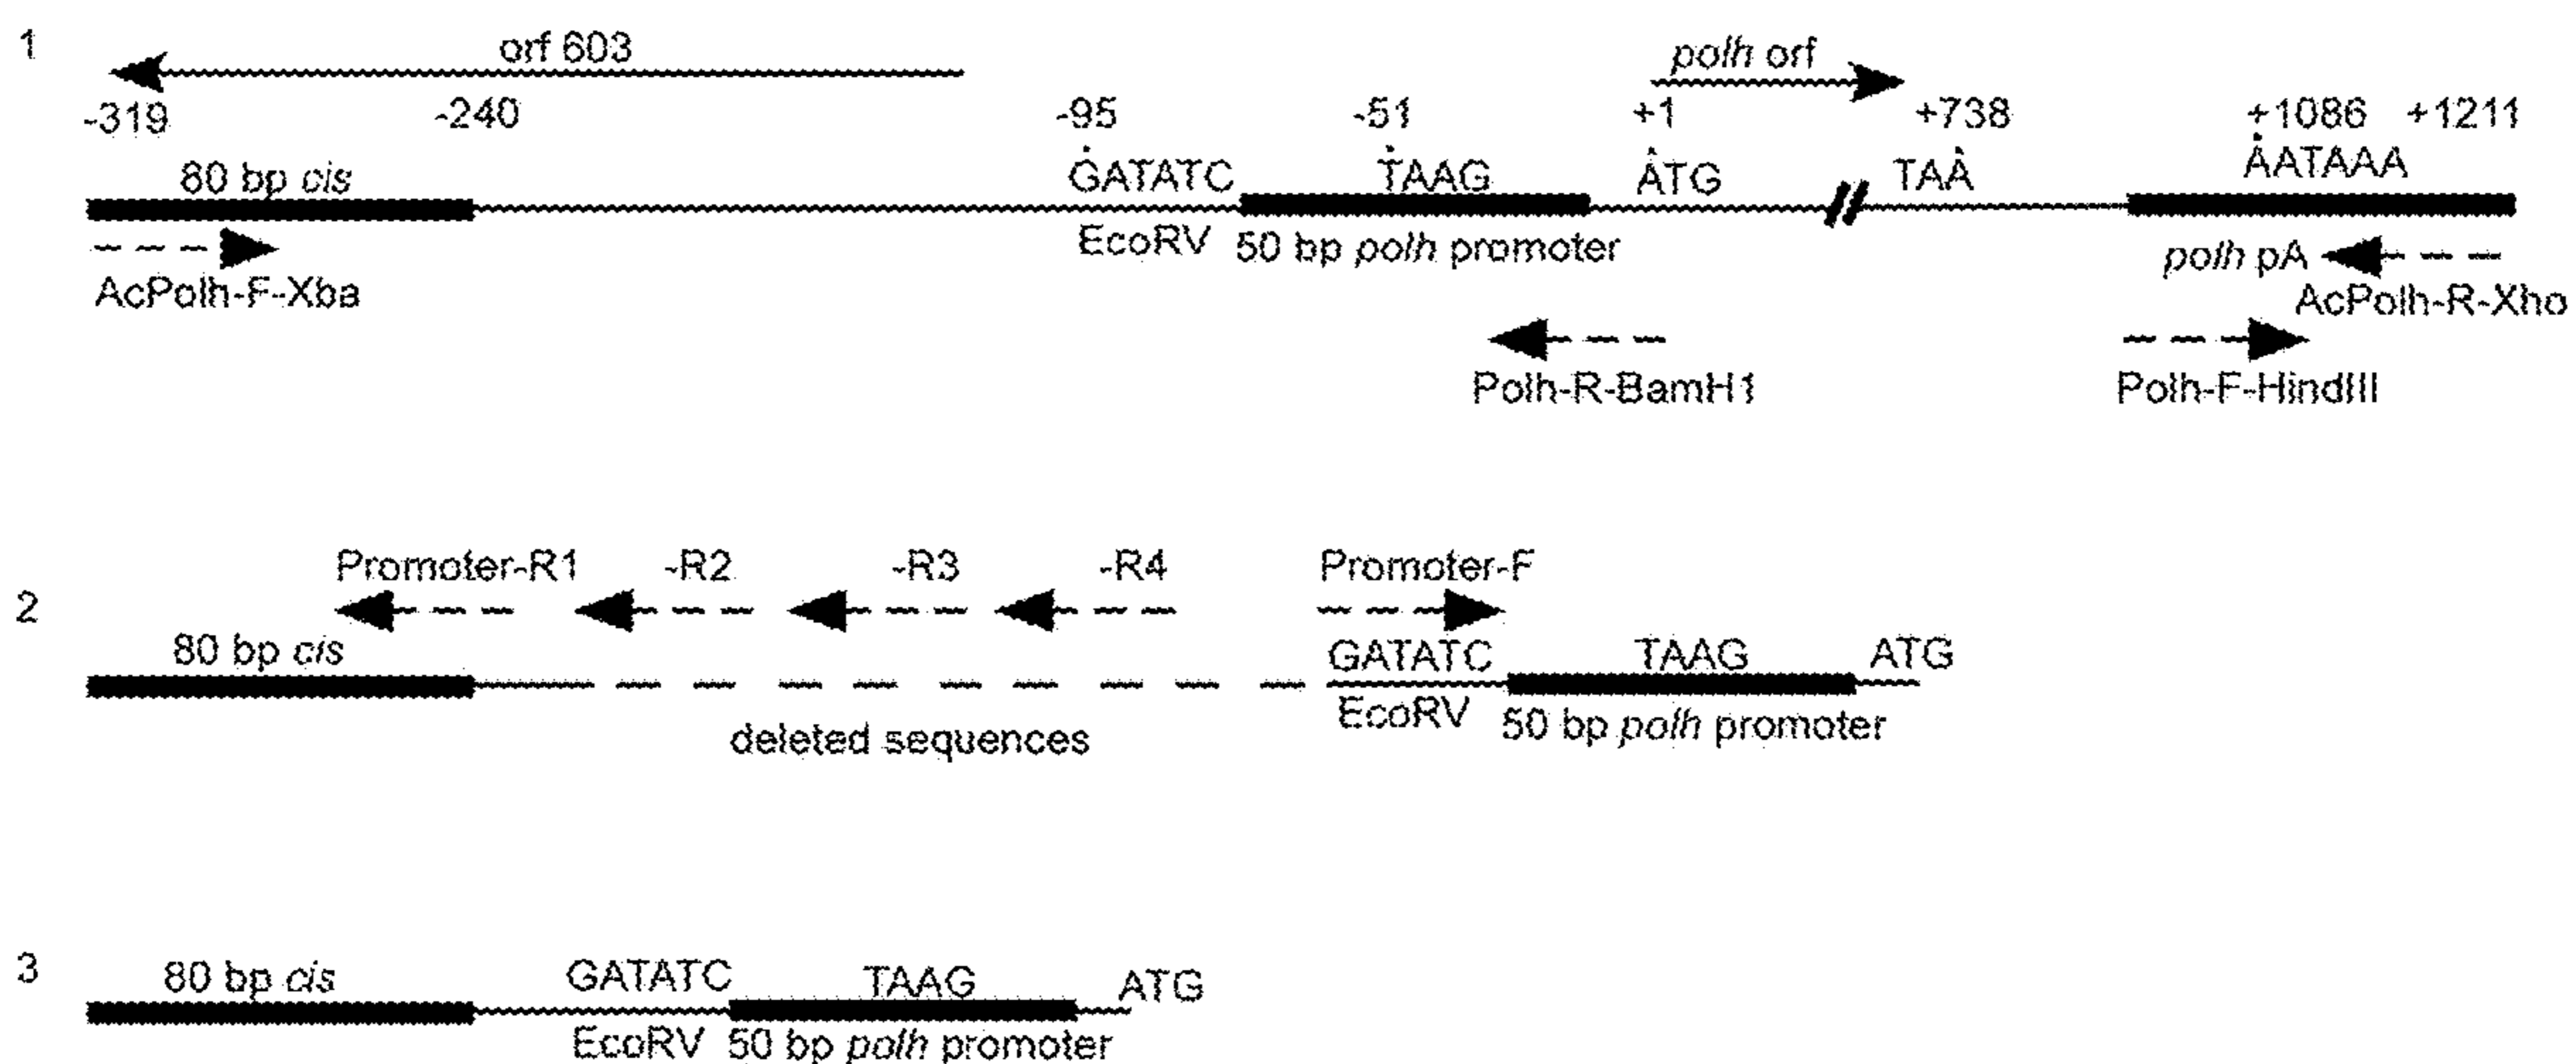 1
orf 603
polh orf
-319 -240 -95 -51 +1 +738 +1086 +1211
80 bp cis GATATC TAAG ATG TAA AATAAA
EcoRV 50 bp polh promoter polh pA
AcPolh-F-Xba AcPolh-R-Xho
Polh-R-BamH1 Polh-F-HindIII
Promoter-R1 -R2 -R3 -R4 Promoter-F
2
80 bp cis GATATC TAAG ATG
EcoRV 50 bp polh promoter
deleted sequences
3
80 bp cis GATATC TAAG ATG
EcoRV 50 bp polh promoter